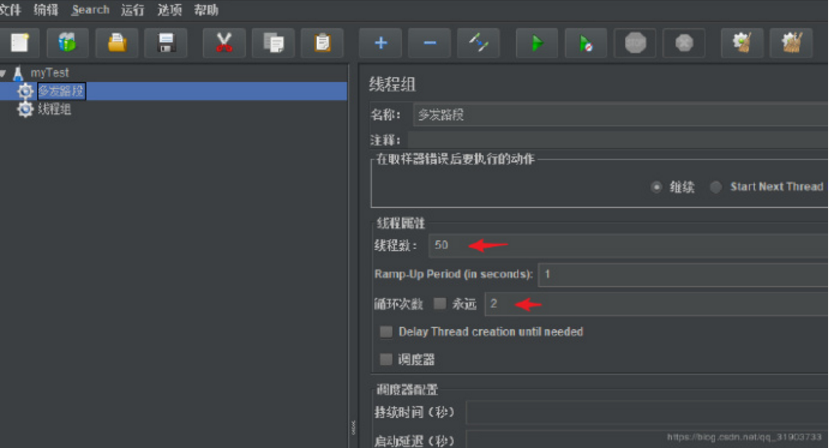 文件 编辑 Search 运行 选项 帮助
myTest
多发路段
线程组
线程组
名称： 多发路段
注释：
在取样器错误后要执行的动作
继续 Start Next Thread
线程属性
线程数： 50
Ramp-Up Period (in seconds): 1
循环次数 永远 2
Delay Thread creation until needed
调度器
调度器配置
持续时间（秒）
启动延迟（秒）
https://blog.csdn.net/qq_31903733